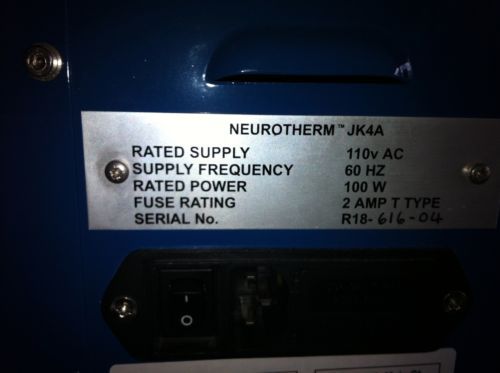 NEUROTHERM™ JK4A
RATED SUPPLY 110v AC
SUPPLY FREQUENCY 60 HZ
RATED POWER 100 W
FUSE RATING 2 AMP T TYPE
SERIAL No. R18-616-04